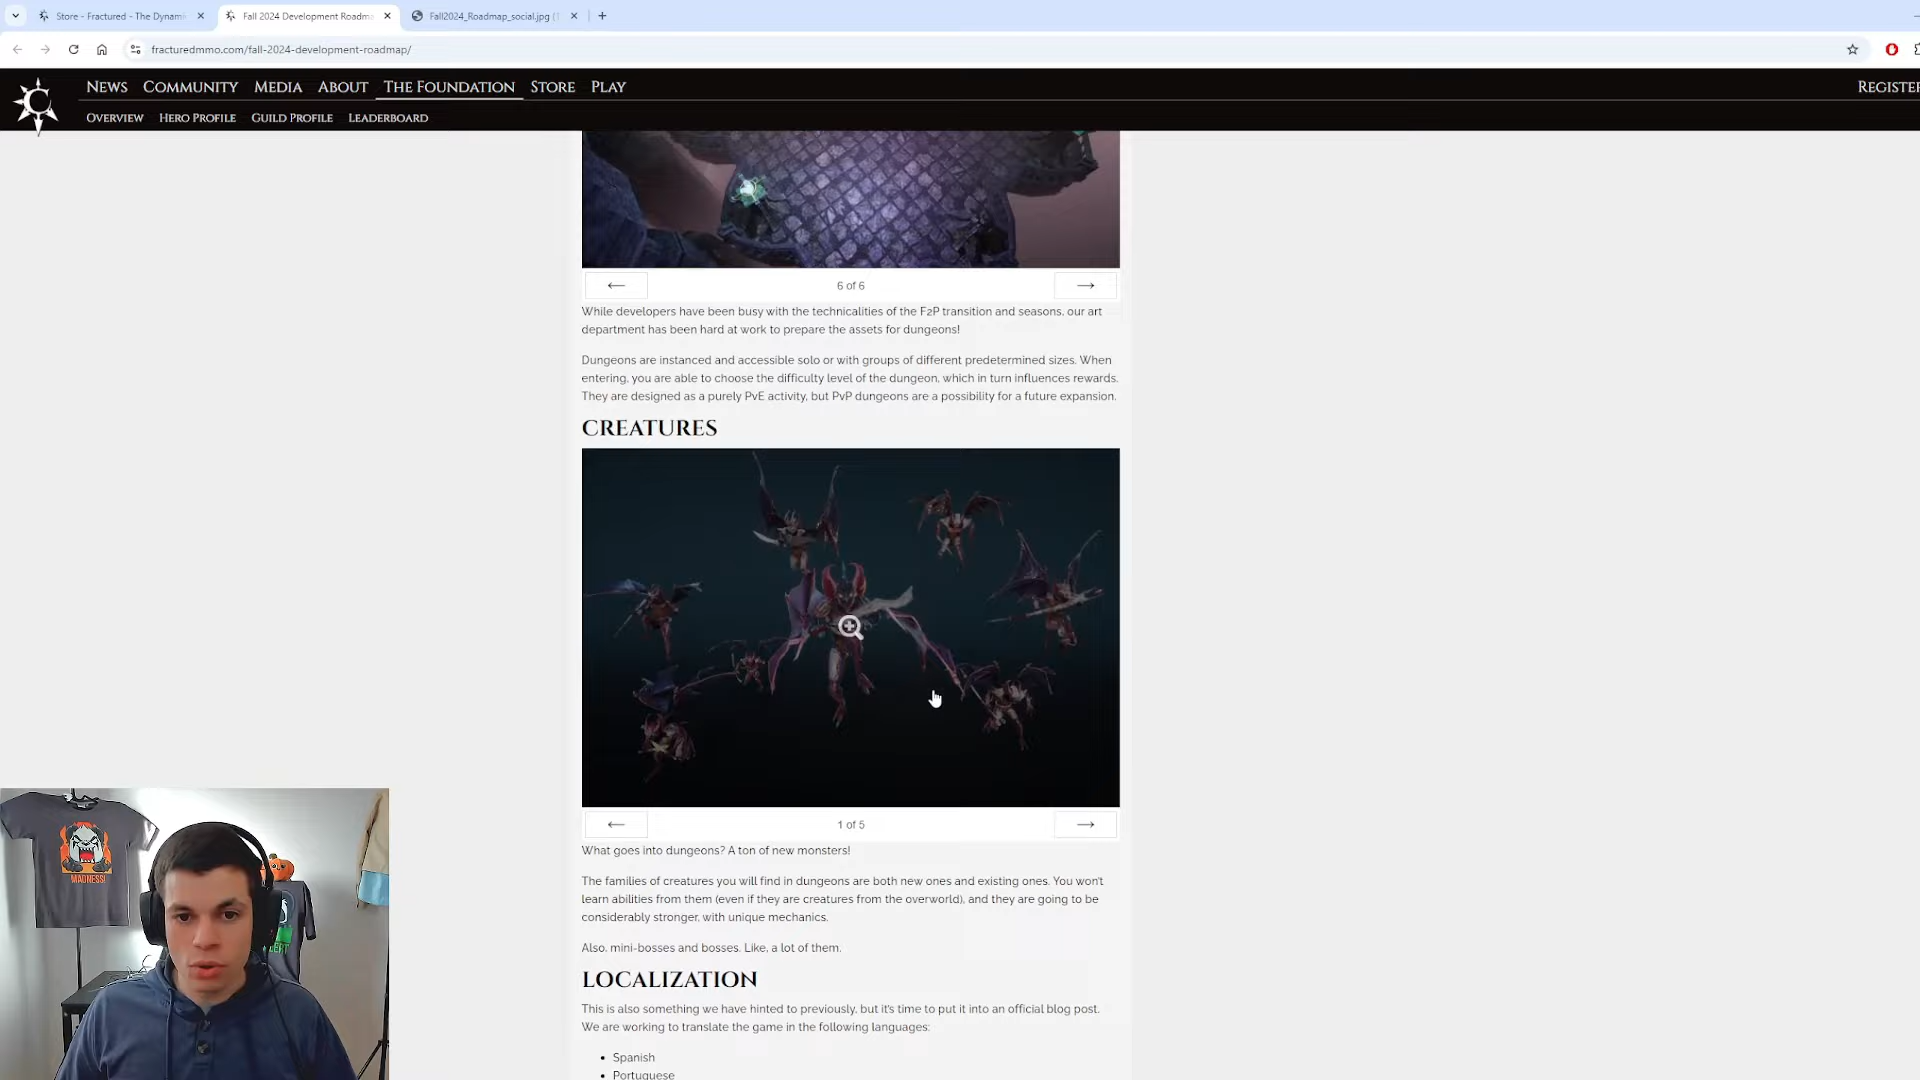 Store - Fractured - The Dynami
Fall 2024 Development Roadma
Fall2024_Roadmap_social.jpg (1
fracturedmmo.com/fall-2024-development-roadmap/
NEWS COMMUNITY MEDIA ABOUT THE FOUNDATION STORE PLAY
REGISTER
OVERVIEW HERO PROFILE GUILD PROFILE LEADERBOARD
6 of 6
While developers have been busy with the technicalities of the F2P transition and seasons, our art
department has been hard at work to prepare the assets for dungeons!
Dungeons are instanced and accessible solo or with groups of different predetermined sizes. When
entering, you are able to choose the difficulty level of the dungeon, which in turn influences rewards.
They are designed as a purely PvE activity, but PvP dungeons are a possibility for a future expansion.
CREATURES
1 of 5
What goes into dungeons? A ton of new monsters!
The families of creatures you will find in dungeons are both new ones and existing ones. You won't
learn abilities from them (even if they are creatures from the overworld), and they are going to be
considerably stronger, with unique mechanics.
Also, mini-bosses and bosses. Like, a lot of them.
LOCALIZATION
This is also something we have hinted to previously, but it's time to put it into an official blog post.
We are working to translate the game in the following languages:
Spanish
Portuguese
MADNESS!